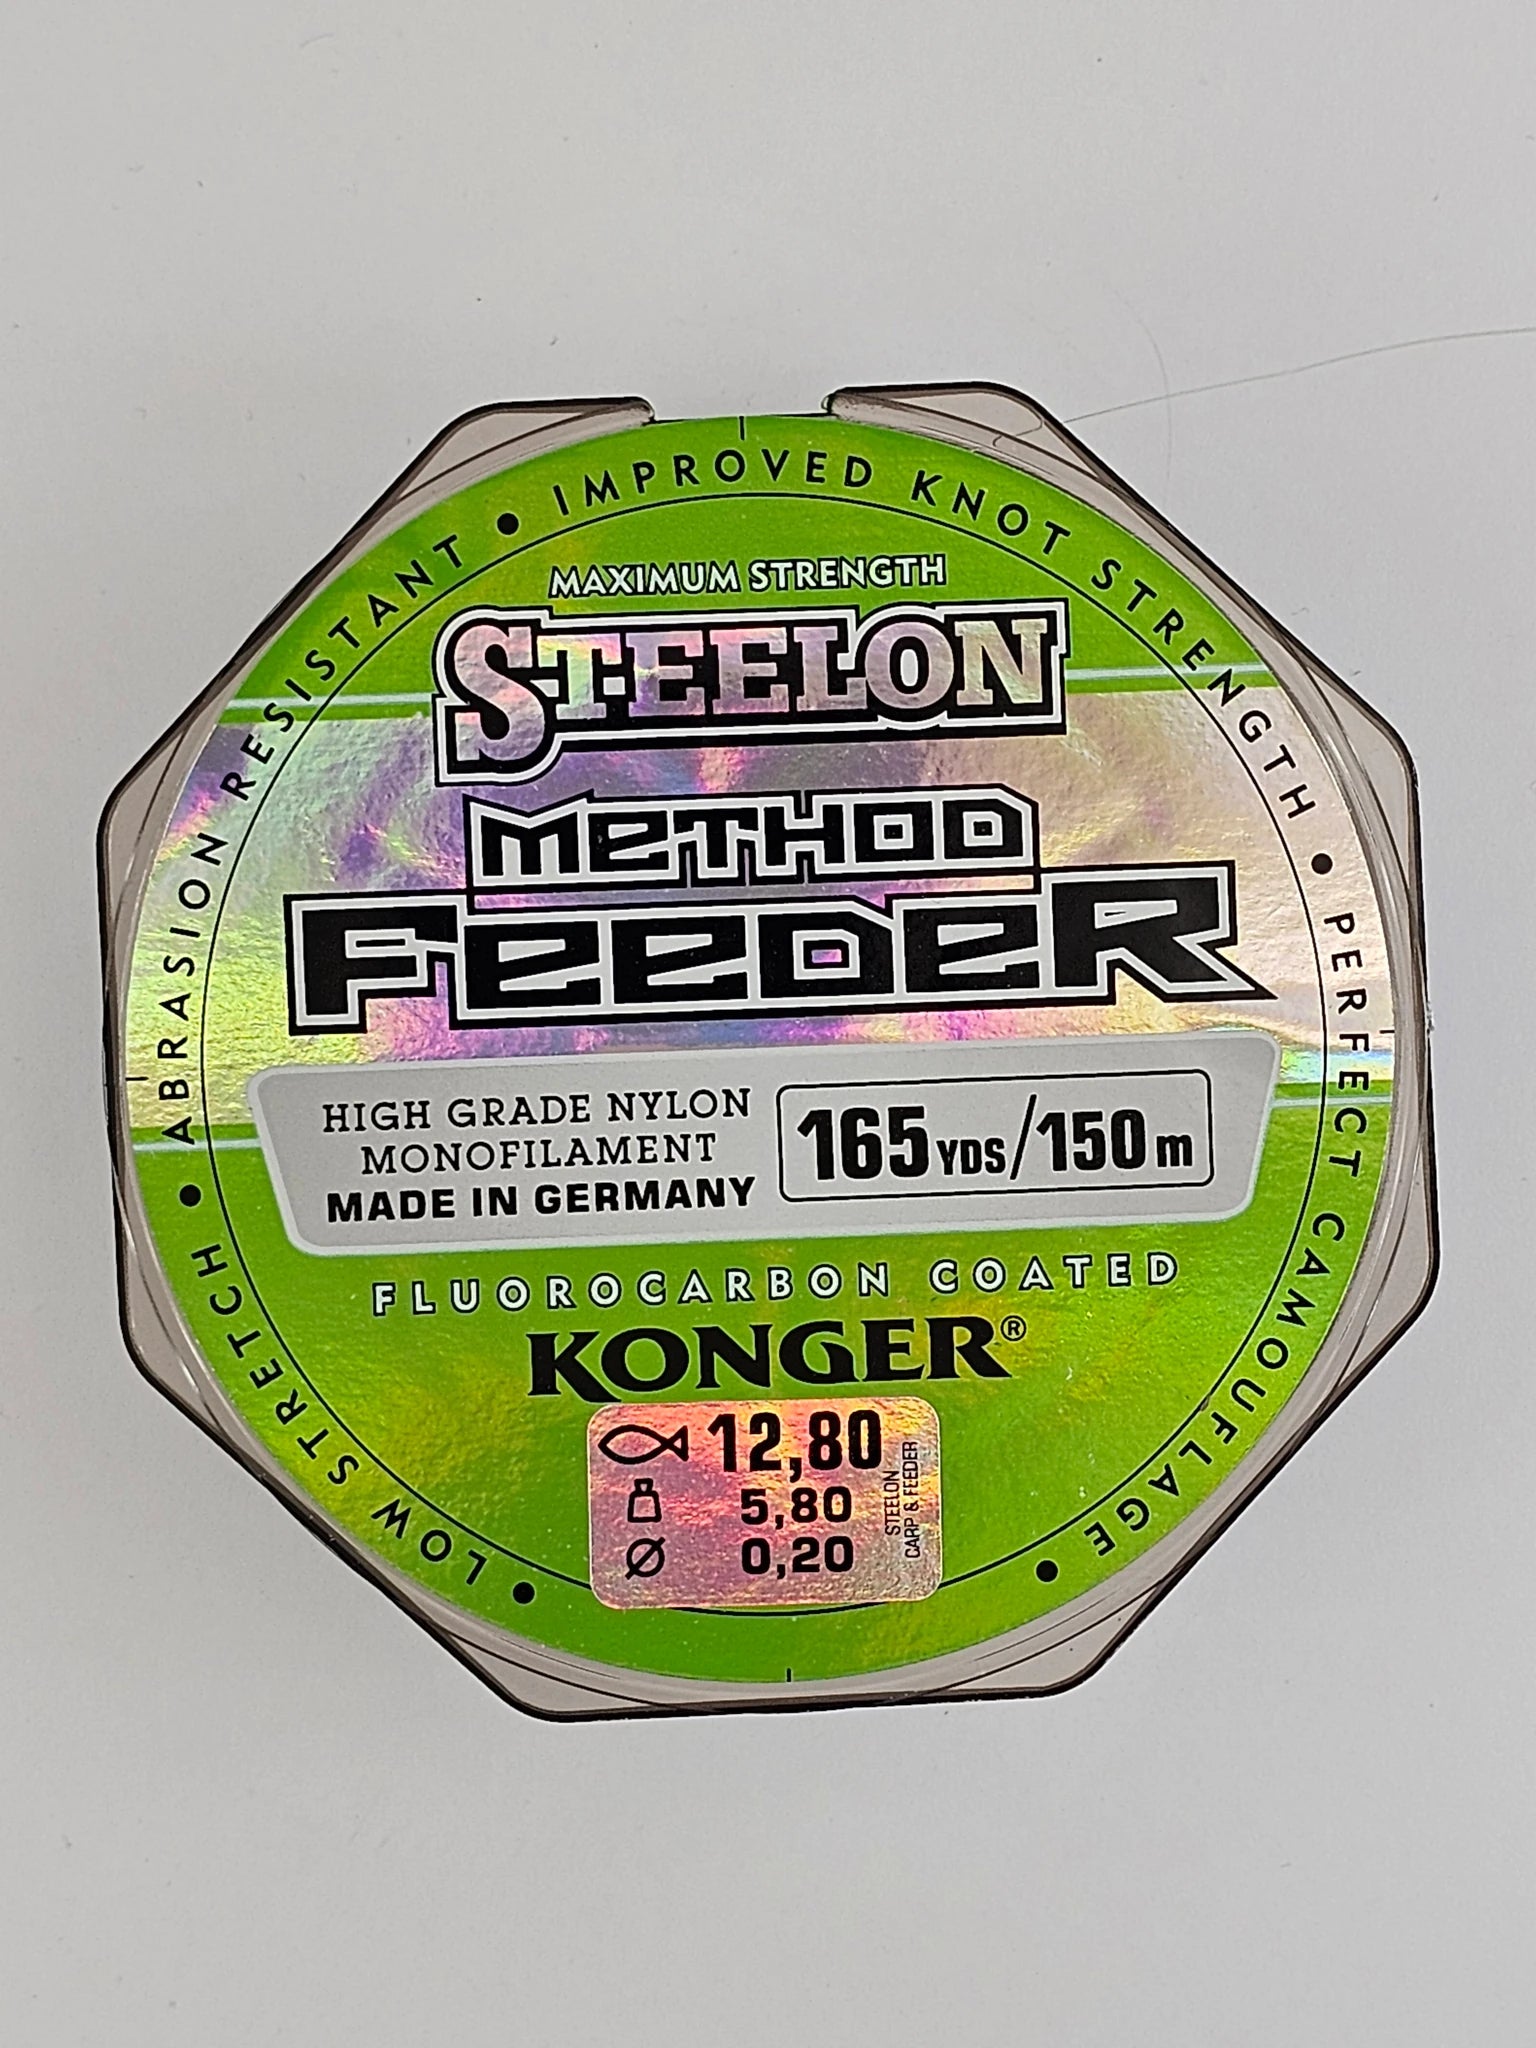 ABRASION RESISTANT • IMPROVED KNOT STRENGTH • PERFECT CAMOUFLAGE • LOW STRETCH •
MAXIMUM STRENGTH
STEELON
METHOD
FEEDER
HIGH GRADE NYLON
MONOFILAMENT
MADE IN GERMANY
165 YDS/150 m
FLUOROCARBON COATED
KONGER®
12,80
5,80
Ø 0,20
STEELON
CARP & FEEDER